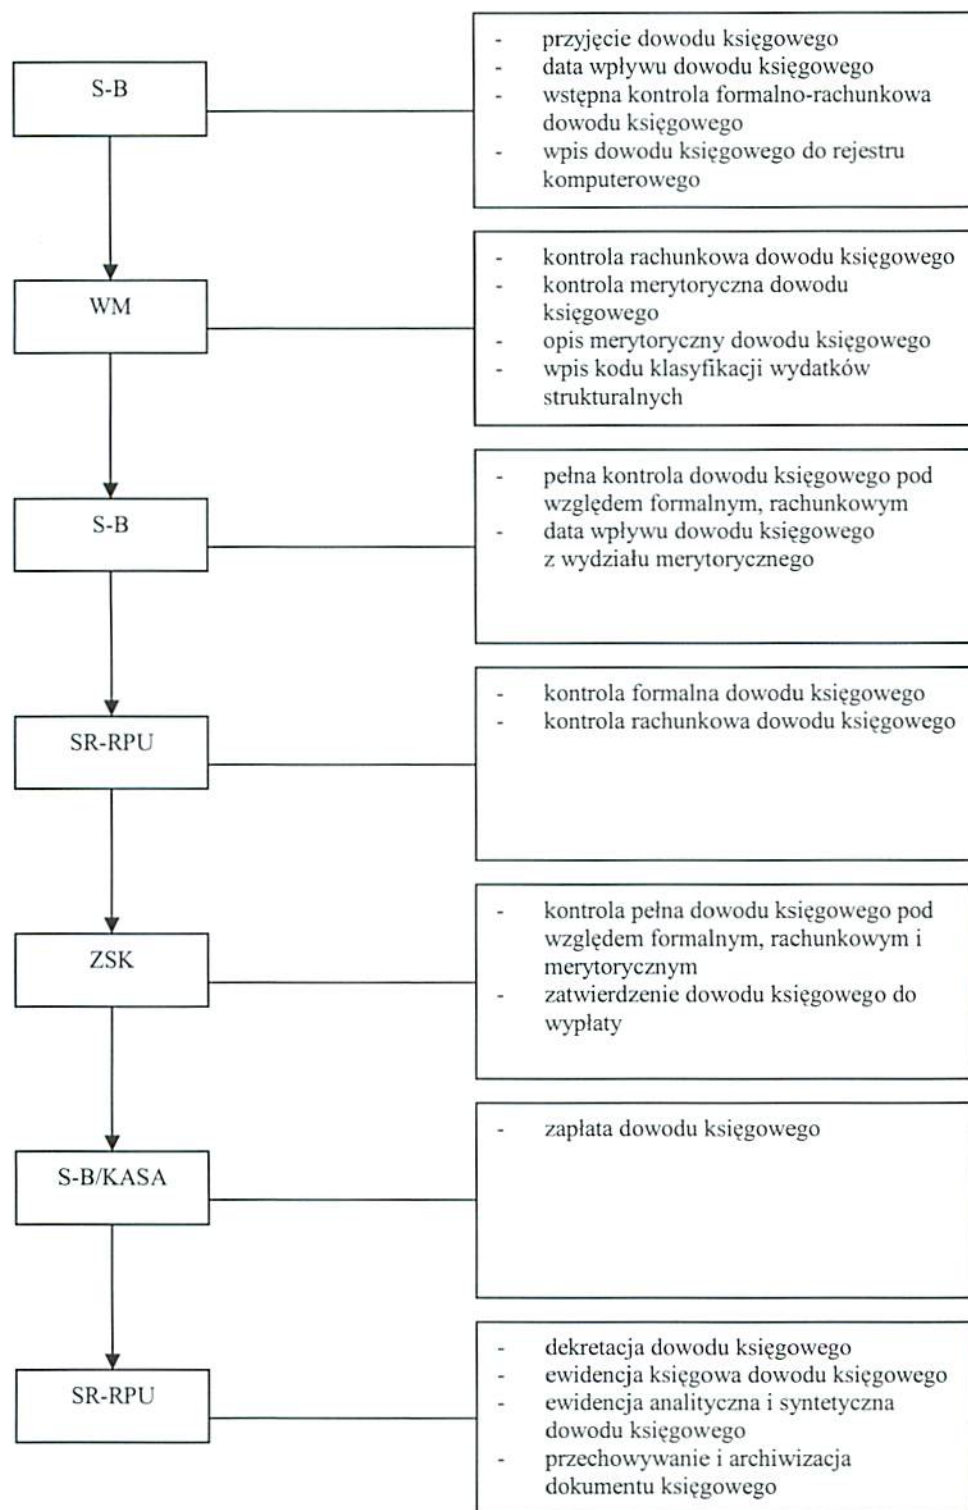 S-B
- przyjęcie dowodu księgowego
- data wpływu dowodu księgowego
- wstępna kontrola formalno-rachunkowa
dowodu księgowego
- wpis dowodu księgowego do rejestru
komputerowego
WM
- kontrola rachunkowa dowodu księgowego
- kontrola merytoryczna dowodu
księgowego
- opis merytoryczny dowodu księgowego
- wpis kodu klasyfikacji wydatków
strukturalnych
S-B
- pełna kontrola dowodu księgowego pod
względem formalnym, rachunkowym
- data wpływu dowodu księgowego
z wydziału merytorycznego
SR-RPU
- kontrola formalna dowodu księgowego
- kontrola rachunkowa dowodu księgowego
ZSK
- kontrola pełna dowodu księgowego pod
względem formalnym, rachunkowym i
merytorycznym
- zatwierdzenie dowodu księgowego do
wypłaty
S-B/KASA
- zapłata dowodu księgowego
SR-RPU
- dekretacja dowodu księgowego
- ewidencja księgowa dowodu księgowego
- ewidencja analityczna i syntetyczna
dowodu księgowego
- przechowywanie i archiwizacja
dokumentu księgowego